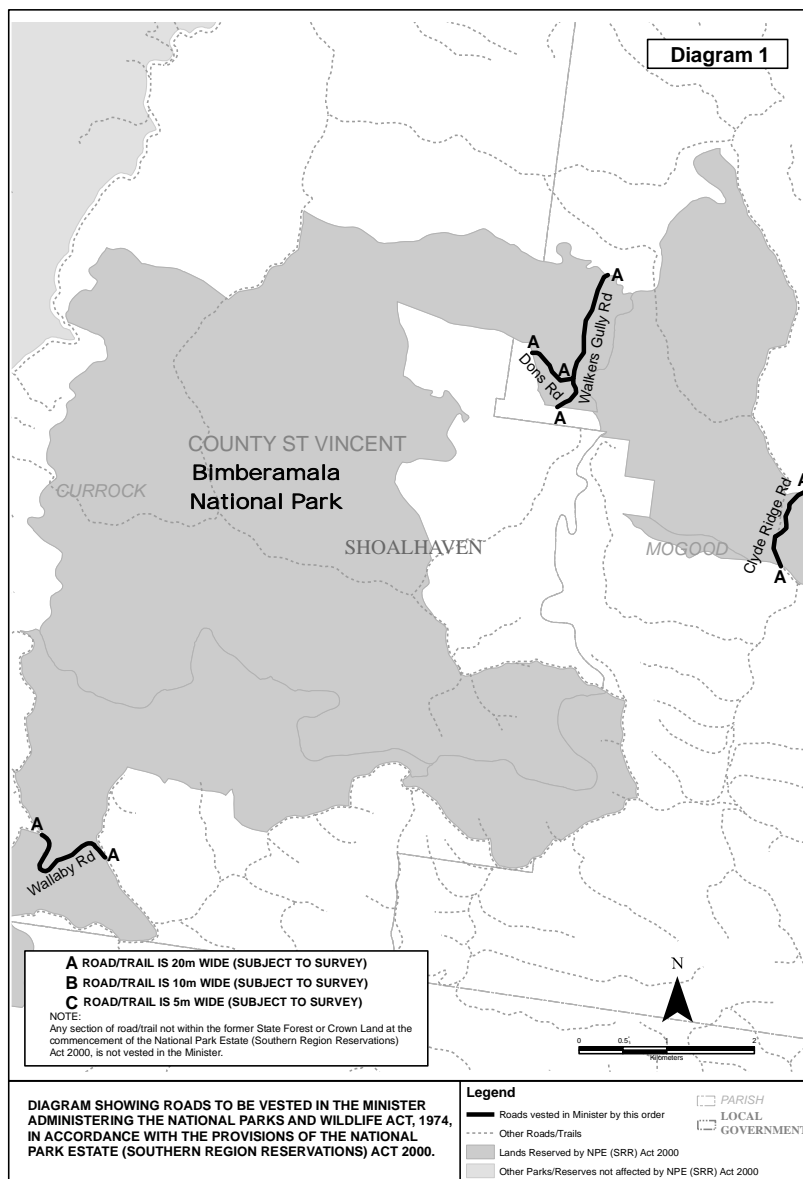 Diagram 1
A
Walkers Gully Rd
A
Dons Rd
A
A
COUNTY ST VINCENT
Bimberamala
National Park
CURROCK
SHOALHAVEN
MOGOOD
A
Clyde Ridge Rd
A
A
Wallaby Rd
A
A ROAD/TRAIL IS 20m WIDE (SUBJECT TO SURVEY)
B ROAD/TRAIL IS 10m WIDE (SUBJECT TO SURVEY)
C ROAD/TRAIL IS 5m WIDE (SUBJECT TO SURVEY)
NOTE:
Any section of road/trail not within the former State Forest or Crown Land at the
commencement of the National Park Estate (Southern Region Reservations)
Act 2000, is not vested in the Minister.
N
0 0.5 1 2
Kilometers
DIAGRAM SHOWING ROADS TO BE VESTED IN THE MINISTER
ADMINISTERING THE NATIONAL PARKS AND WILDLIFE ACT, 1974,
IN ACCORDANCE WITH THE PROVISIONS OF THE NATIONAL
PARK ESTATE (SOUTHERN REGION RESERVATIONS) ACT 2000.
Legend
Roads vested in Minister by this order
Other Roads/Trails
Lands Reserved by NPE (SRR) Act 2000
Other Parks/Reserves not affected by NPE (SRR) Act 2000
PARISH
LOCAL
GOVERNMENT